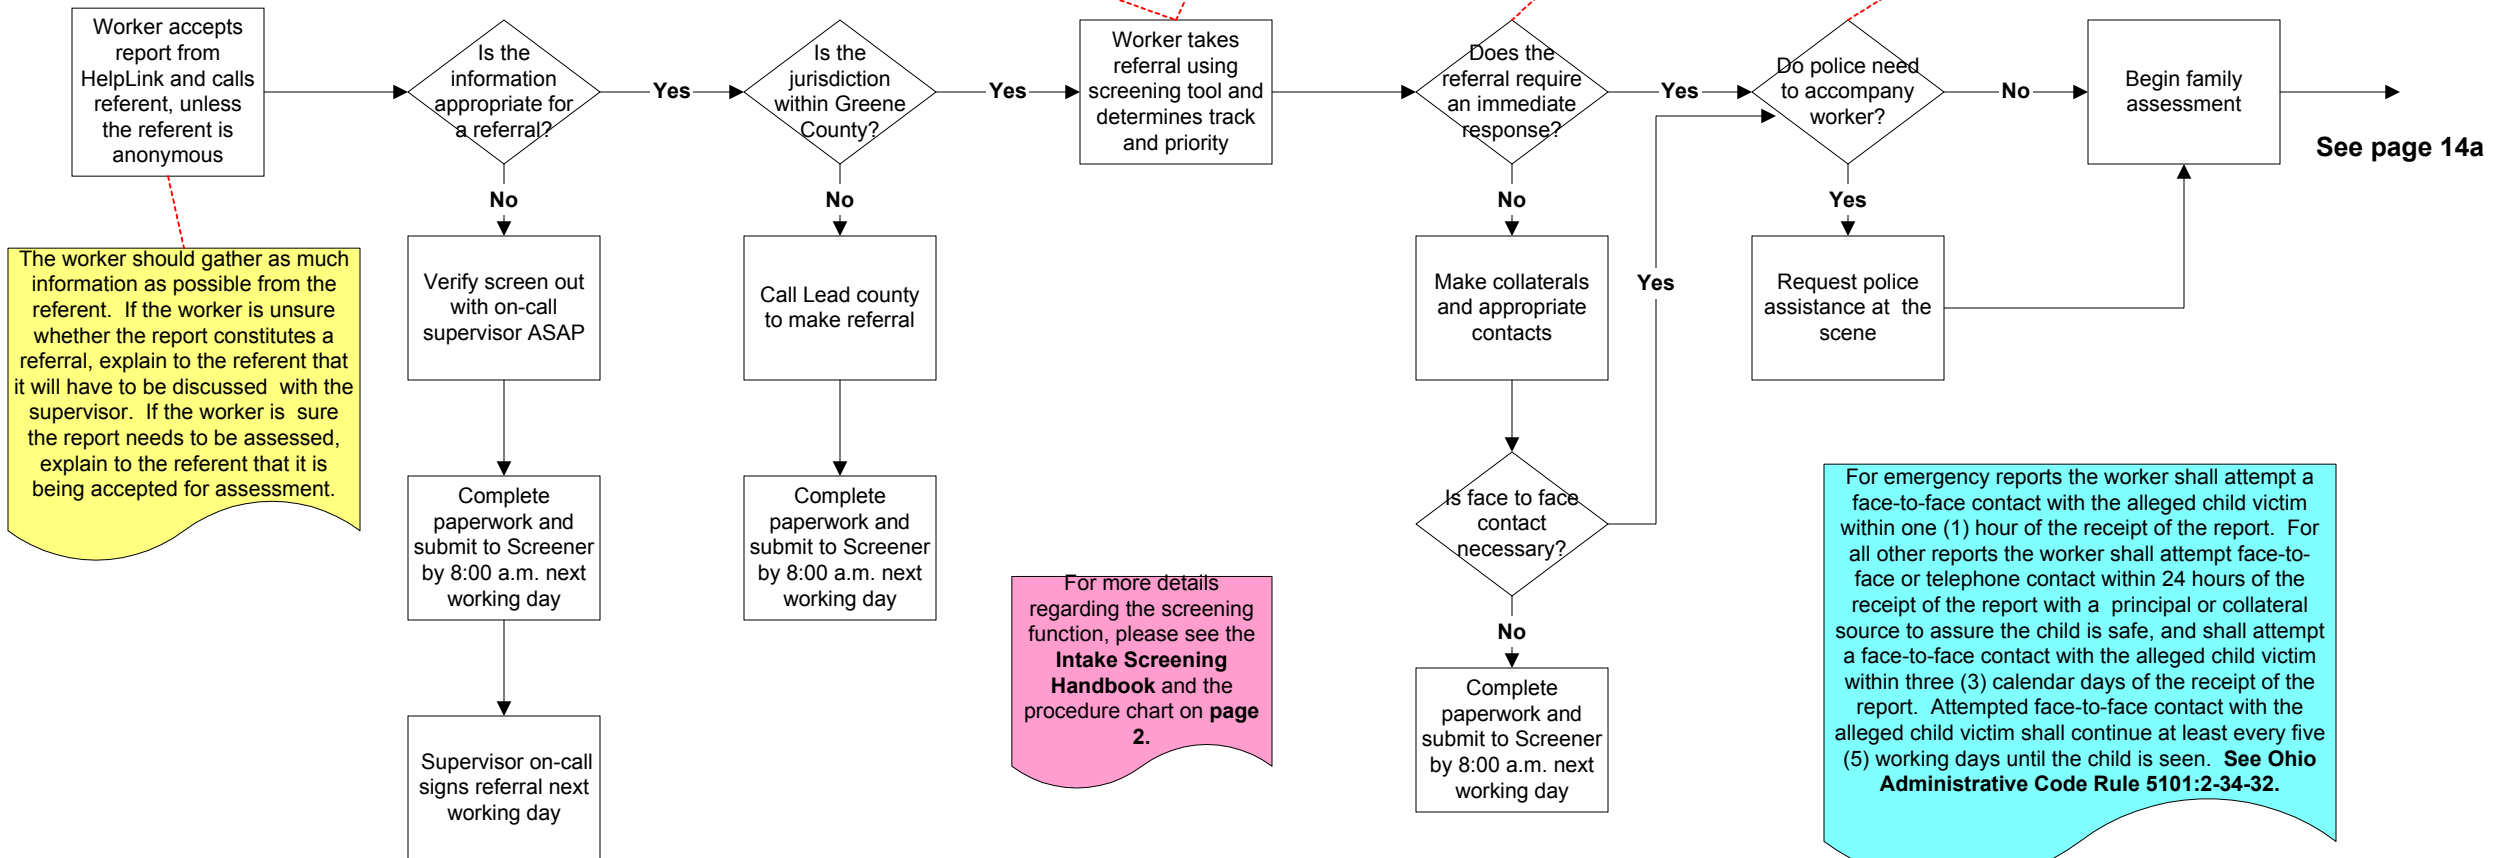 Worker accepts
report from
HelpLink and calls
referent, unless
the referent is
anonymous
Is the
information
appropriate for
a referral?
Yes
Is the
jurisdiction
within Greene
County?
Yes
Worker takes
referral using
screening tool and
determines track
and priority
Does the
referral require
an immediate
response?
Yes
Do police need
to accompany
worker?
No
Begin family
assessment
See page 14a
No
No
No
Yes
The worker should gather as much
information as possible from the
referent. If the worker is unsure
whether the report constitutes a
referral, explain to the referent that
it will have to be discussed with the
supervisor. If the worker is sure
the report needs to be assessed,
explain to the referent that it is
being accepted for assessment.
Verify screen out
with on-call
supervisor ASAP
Call Lead county
to make referral
Make collaterals
and appropriate
contacts
Yes
Request police
assistance at the
scene
Complete
paperwork and
submit to Screener
by 8:00 a.m. next
working day
Complete
paperwork and
submit to Screener
by 8:00 a.m. next
working day
Is face to face
contact
necessary?
For more details
regarding the screening
function, please see the
Intake Screening
Handbook and the
procedure chart on page
2.
For emergency reports the worker shall attempt a
face-to-face contact with the alleged child victim
within one (1) hour of the receipt of the report. For
all other reports the worker shall attempt face-to-
face or telephone contact within 24 hours of the
receipt of the report with a principal or collateral
source to assure the child is safe, and shall attempt
a face-to-face contact with the alleged child victim
within three (3) calendar days of the receipt of the
report. Attempted face-to-face contact with the
alleged child victim shall continue at least every five
(5) working days until the child is seen. See Ohio
Administrative Code Rule 5101:2-34-32.
No
Complete
paperwork and
submit to Screener
by 8:00 a.m. next
working day
Supervisor on-call
signs referral next
working day